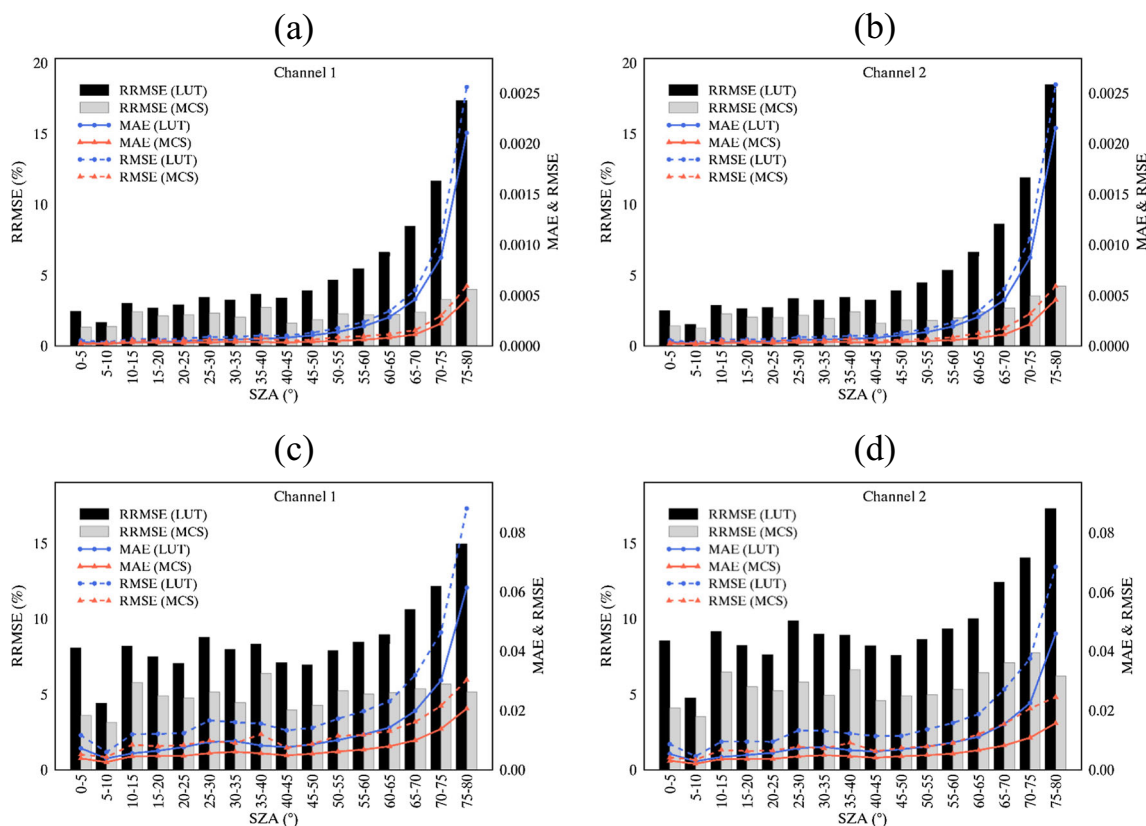 (a)
(b)
Channel 1
RRMSE (LUT)
RRMSE (MCS)
MAE (LUT)
MAE (MCS)
RMSE (LUT)
RMSE (MCS)
RRMSE (%)
20
15
10
5
0
MAE & RMSE
0.0025
0.0020
0.0015
0.0010
0.0005
0.0000
0-5
5-10
10-15
15-20
20-25
25-30
30-35
35-40
40-45
45-50
50-55
55-60
60-65
65-70
70-75
75-80
SZA (°)
Channel 2
RRMSE (LUT)
RRMSE (MCS)
MAE (LUT)
MAE (MCS)
RMSE (LUT)
RMSE (MCS)
RRMSE (%)
20
15
10
5
0
MAE & RMSE
0.0025
0.0020
0.0015
0.0010
0.0005
0.0000
0-5
5-10
10-15
15-20
20-25
25-30
30-35
35-40
40-45
45-50
50-55
55-60
60-65
65-70
70-75
75-80
SZA (°)
(c)
(d)
Channel 1
RRMSE (LUT)
RRMSE (MCS)
MAE (LUT)
MAE (MCS)
RMSE (LUT)
RMSE (MCS)
RRMSE (%)
15
10
5
0
MAE & RMSE
0.08
0.06
0.04
0.02
0.00
0-5
5-10
10-15
15-20
20-25
25-30
30-35
35-40
40-45
45-50
50-55
55-60
60-65
65-70
70-75
75-80
SZA (°)
Channel 2
RRMSE (LUT)
RRMSE (MCS)
MAE (LUT)
MAE (MCS)
RMSE (LUT)
RMSE (MCS)
RRMSE (%)
15
10
5
0
MAE & RMSE
0.08
0.06
0.04
0.02
0.00
0-5
5-10
10-15
15-20
20-25
25-30
30-35
35-40
40-45
45-50
50-55
55-60
60-65
65-70
70-75
75-80
SZA (°)